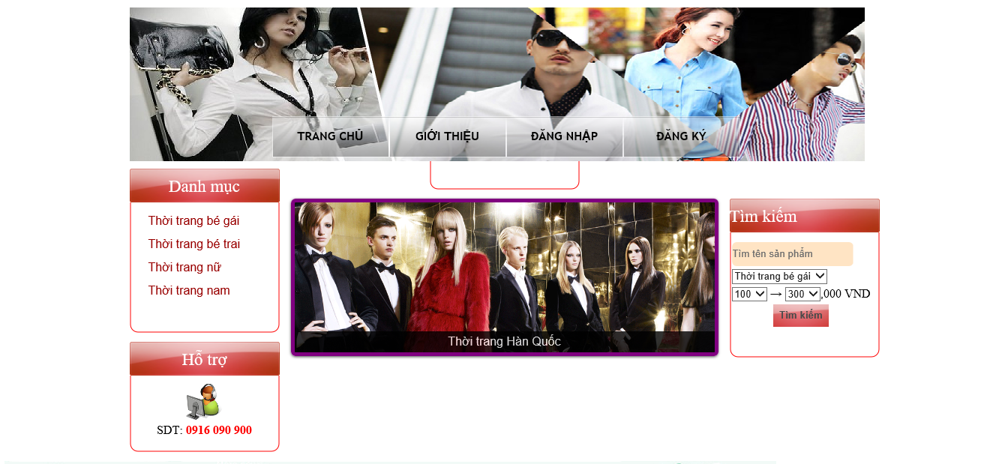 TRANG CHỦ GIỚI THIỆU ĐĂNG NHẬP ĐĂNG KÝ
Danh mục
Thời trang bé gái
Thời trang bé trai
Thời trang nữ
Thời trang nam
Hỗ trợ
SDT: 0916 090 900
Thời trang Hàn Quốc
Tìm kiếm
Tìm tên sản phẩm
Thời trang bé gái
100 → 300 ,000 VND
Tìm kiếm